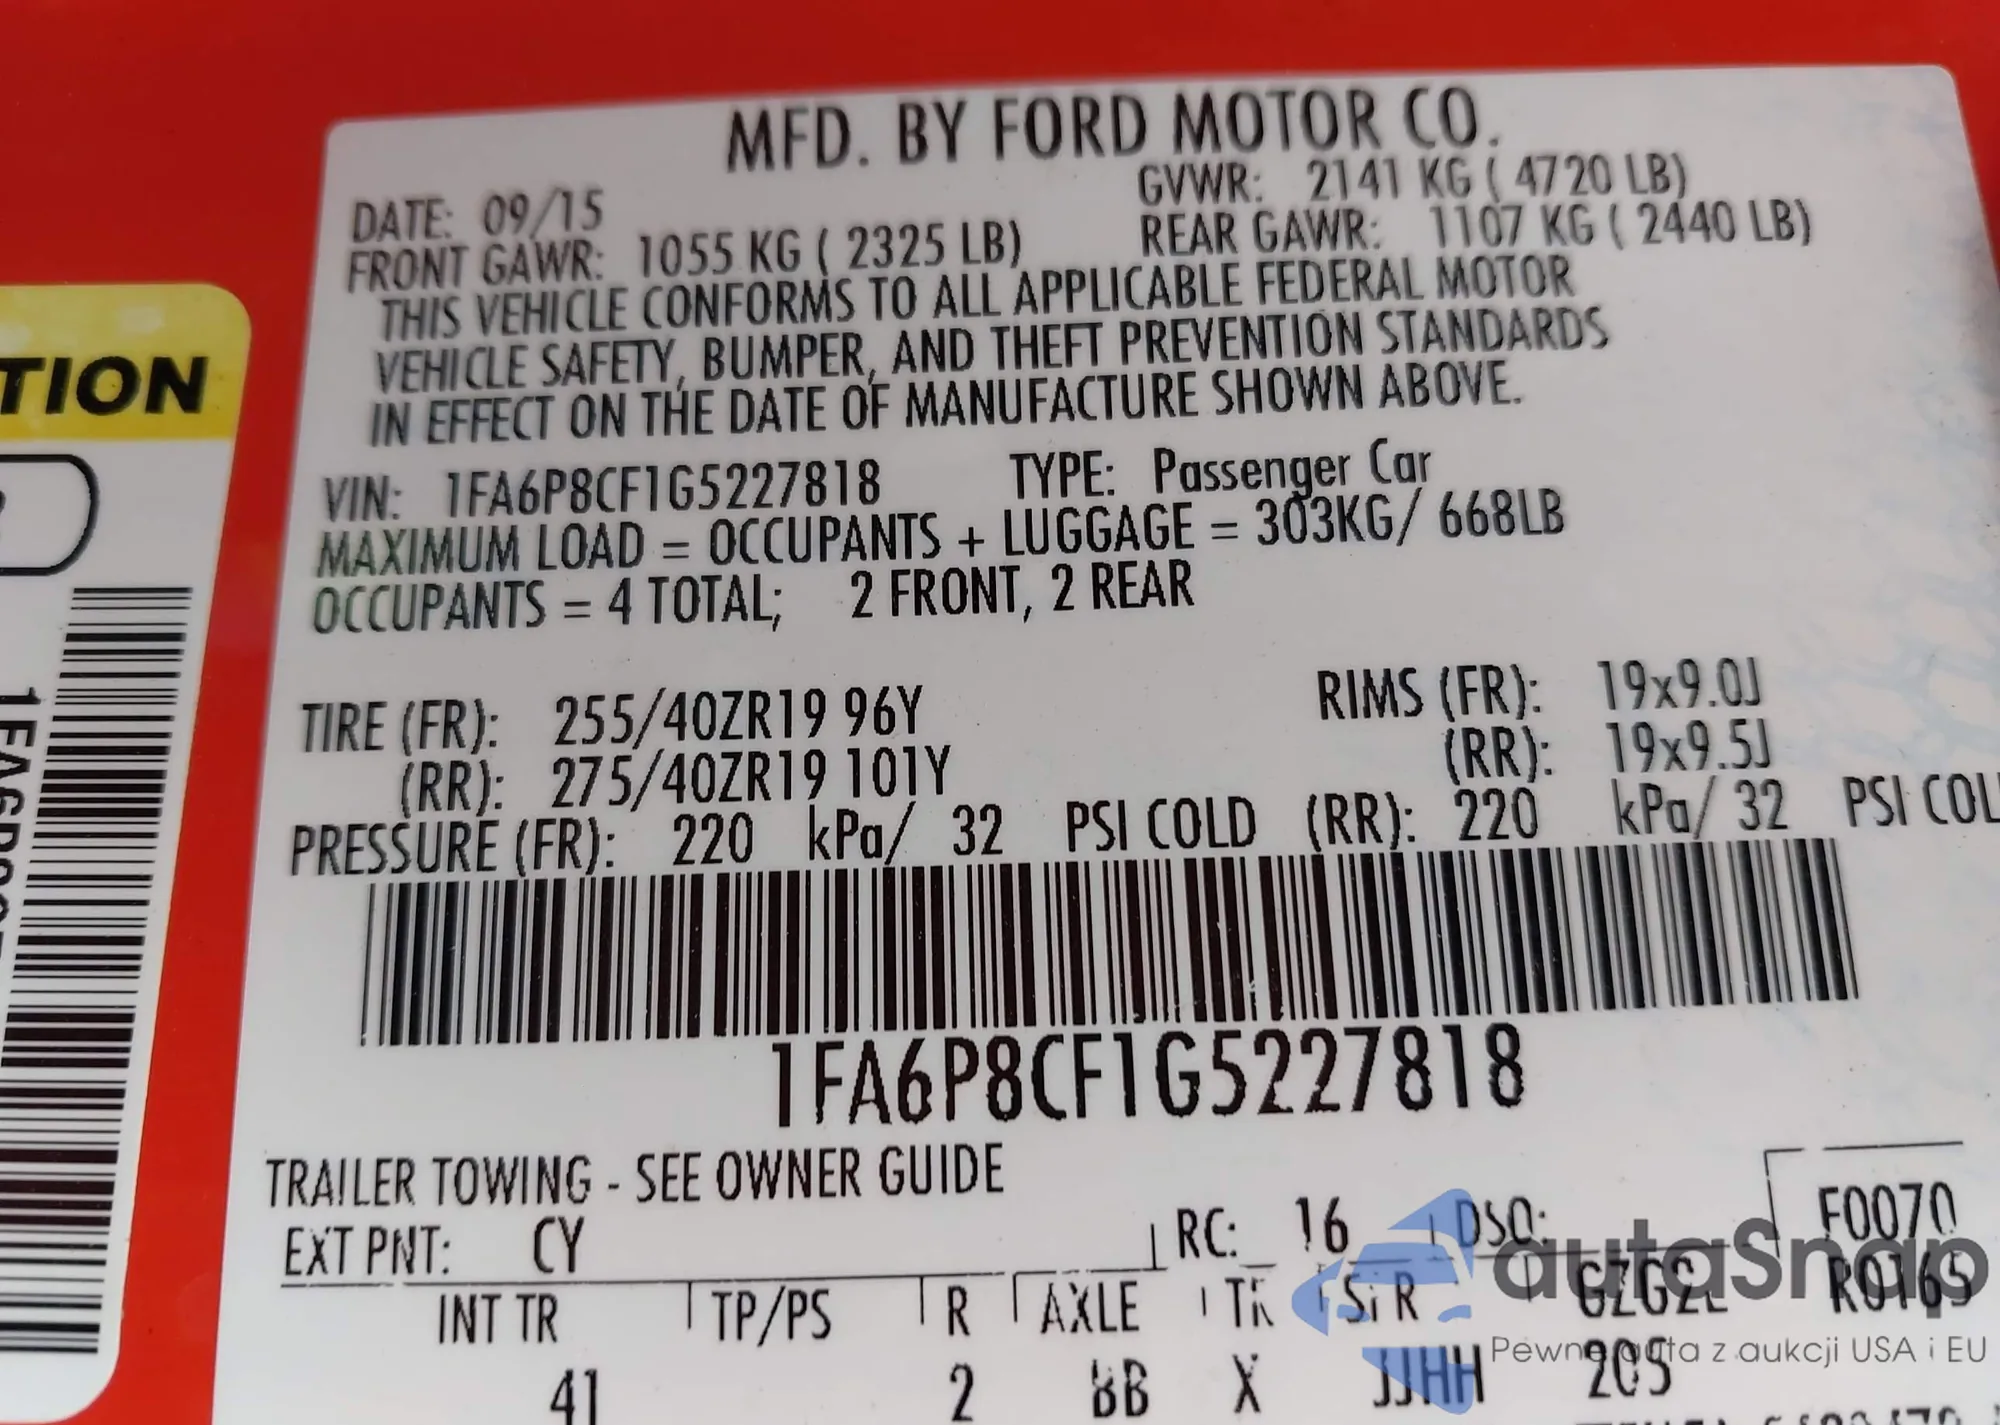 MFD. BY FORD MOTOR CO.
DATE: 09/15
GVWR: 2141 KG ( 4720 LB)
FRONT GAWR: 1055 KG ( 2325 LB)
REAR GAWR: 1107 KG ( 2440 LB)
THIS VEHICLE CONFORMS TO ALL APPLICABLE FEDERAL MOTOR
VEHICLE SAFETY, BUMPER, AND THEFT PREVENTION STANDARDS
IN EFFECT ON THE DATE OF MANUFACTURE SHOWN ABOVE.
VIN: 1FA6P8CF1G5227818 TYPE: Passenger Car
MAXIMUM LOAD = OCCUPANTS + LUGGAGE = 303KG/ 668LB
OCCUPANTS = 4 TOTAL; 2 FRONT, 2 REAR
TIRE (FR): 255/40ZR19 96Y RIMS (FR): 19x9.0J
(RR): 275/40ZR19 101Y (RR): 19x9.5J
PRESSURE (FR): 220 kPa/ 32 PSI COLD (RR): 220 kPa/ 32 PSI COL
1FA6P8CF1G5227818
TRAILER TOWING - SEE OWNER GUIDE
EXT PNT: CY RC: 16 DSO: F0070
INT TR TP/PS R AXLE R0165
41 2 BB X JJHH 205
TION
autaSnap
Pewne auta z aukcji USA i EU